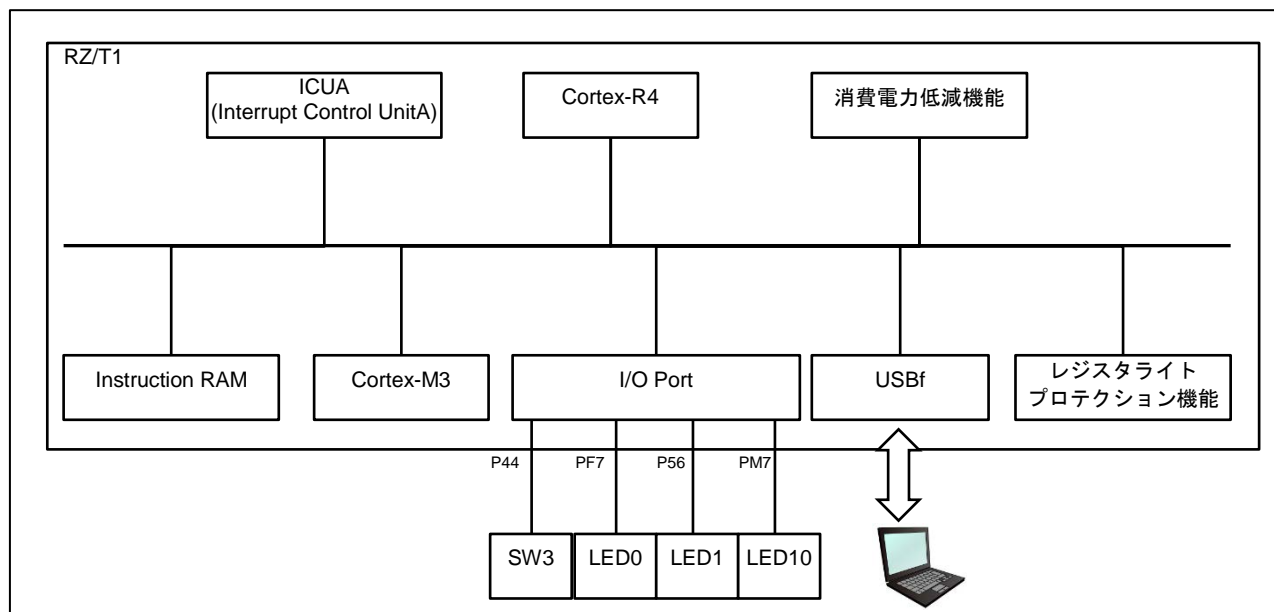 RZ/T1
ICUA
(Interrupt Control UnitA)
Cortex-R4
消費電力低減機能
Instruction RAM
Cortex-M3
I/O Port
USBf
レジスタライト
プロテクション機能
P44
PF7
P56
PM7
SW3
LED0
LED1
LED10